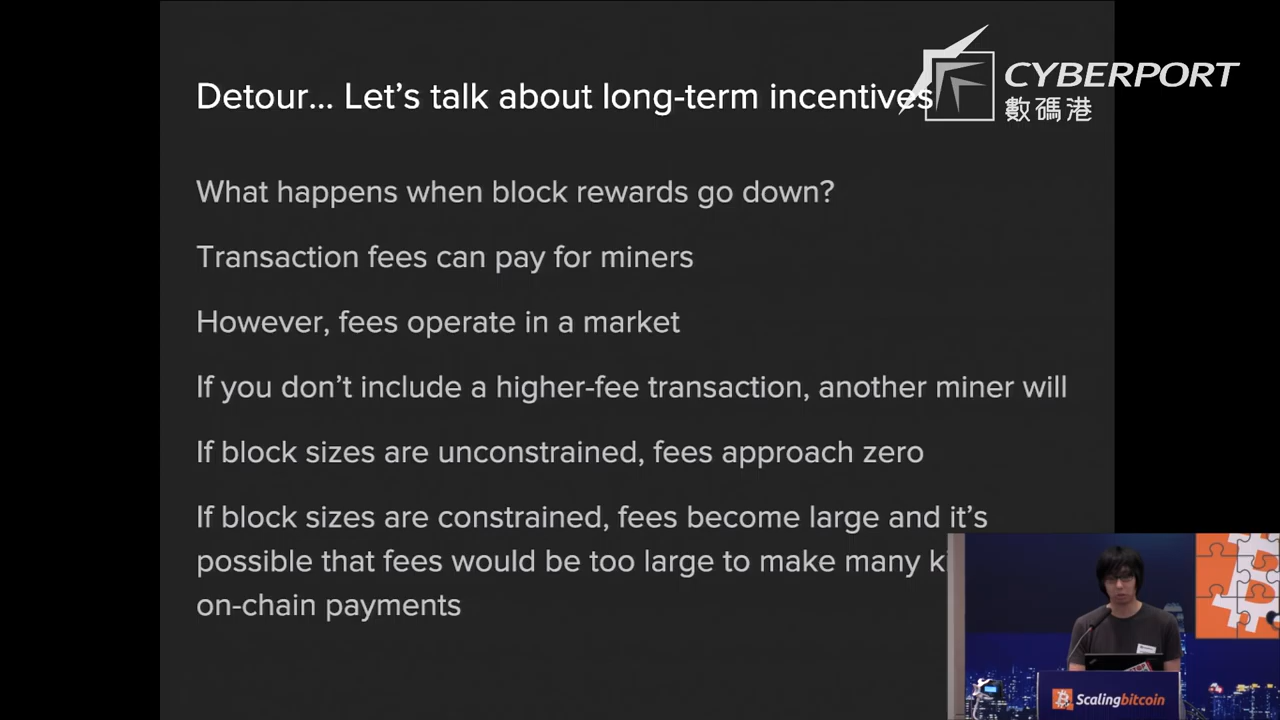 Detour... Let's talk about long-term incentives
CYBERPORT
數碼港
What happens when block rewards go down?
Transaction fees can pay for miners
However, fees operate in a market
If you don't include a higher-fee transaction, another miner will
If block sizes are unconstrained, fees approach zero
If block sizes are constrained, fees become large and it's
possible that fees would be too large to make many
on-chain payments
Scalingbitcoin